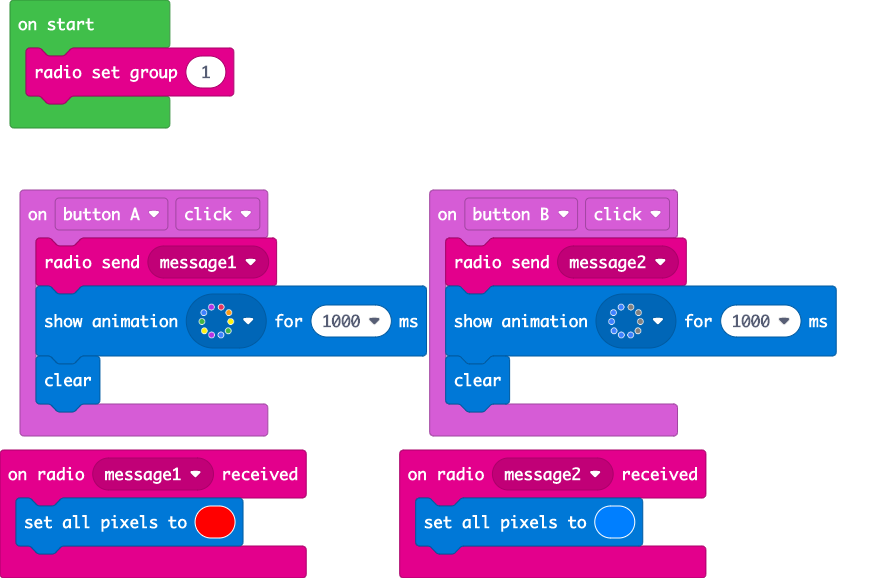 on start
radio set group 1
on button A click
radio send message1
show animation for 1000 ms
clear
on button B click
radio send message2
show animation for 1000 ms
clear
on radio message1 received
set all pixels to
on radio message2 received
set all pixels to